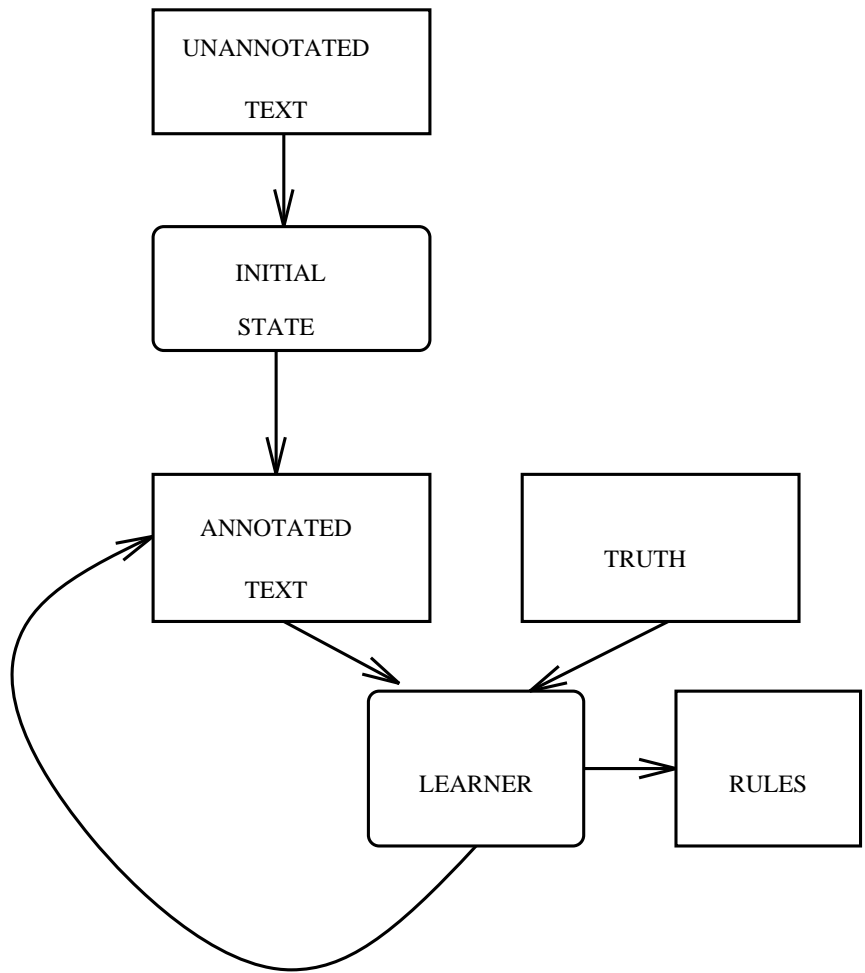 UNANNOTATED
TEXT
INITIAL
STATE
ANNOTATED
TEXT
TRUTH
LEARNER
RULES